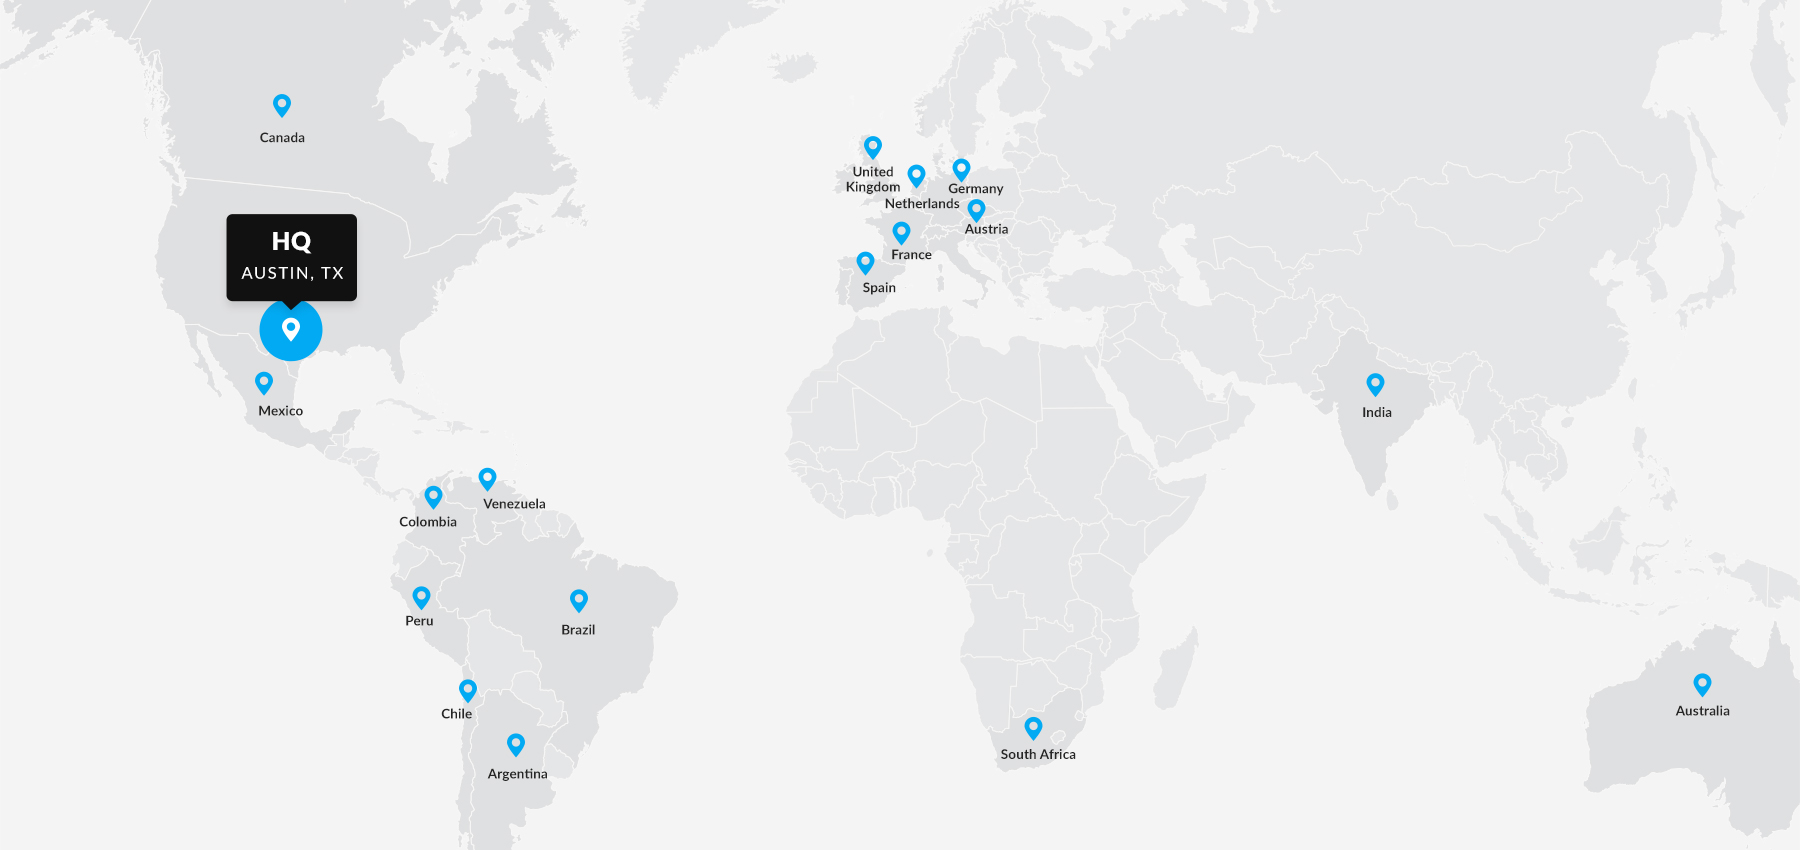 Canada
HQ
AUSTIN, TX
Mexico
Venezuela
Colombia
Peru
Brazil
Chile
Argentina
United
Kingdom
Netherlands
Germany
Austria
France
Spain
South Africa
India
Australia